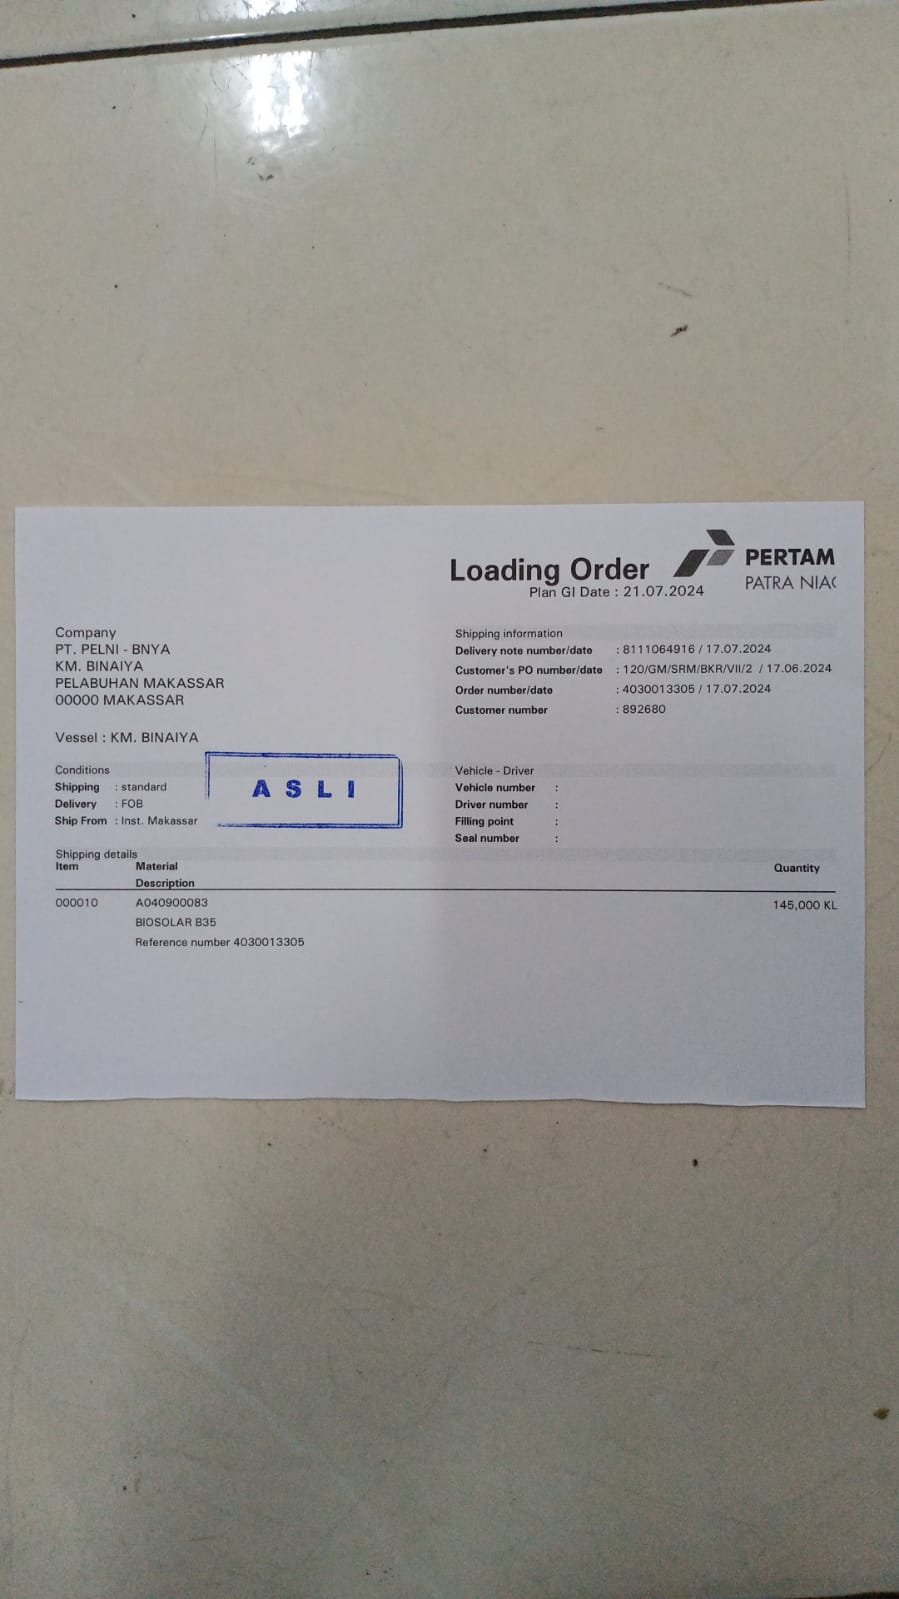 Loading Order
PERTAM
PATRA NIA
Plan GI Date : 21.07.2024
Company
PT. PELNI - BNYA
KM. BINAIYA
PELABUHAN MAKASSAR
00000 MAKASSAR
Vessel : KM. BINAIYA
Shipping information
Delivery note number/date : 8111064916 / 17.07.2024
Customer's PO number/date : 120/GM/SRM/BKR/VII/2 / 17.06.2024
Order number/date : 4030013305 / 17.07.2024
Customer number : 892680
Conditions
Shipping : standard
Delivery : FOB
Ship From : Inst. Makassar
ASLI
Vehicle - Driver
Vehicle number :
Driver number :
Filling point :
Seal number :
Shipping details
Item Material Quantity
Description
000010 A040900083 145,000 KL
BIOSOLAR B35
Reference number 4030013305